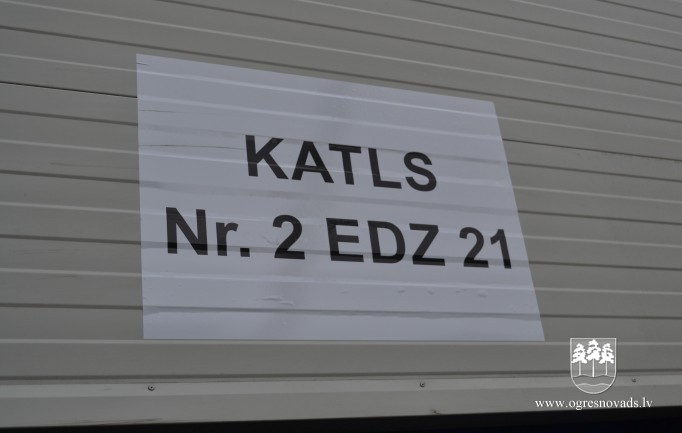 KATLS
Nr. 2 EDZ 21
www.ogresnovads.lv